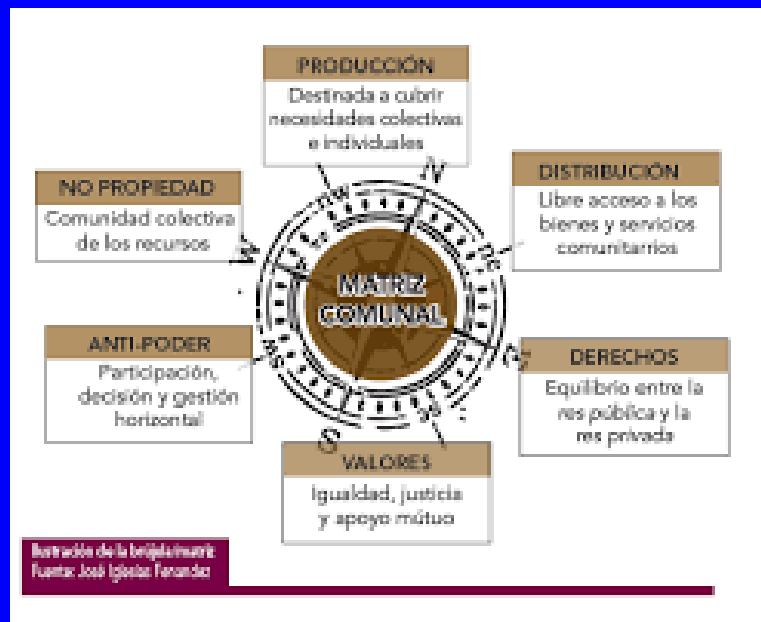 PRODUCCIÓN
Destinada a cubrir
necesidades colectivas
e individuales
DISTRIBUCIÓN
Libre acceso a los
bienes y servicios
comunitarrios
NO PROPIEDAD
Comunidad colectiva
de los recursos
MATRIZ
COMUNAL
N
W
SW
S
ANTI-PODER
Participación,
decisión y gestión
horizontal
DERECHOS
Equilibrio entre la
res pública y la
res privada
VALORES
Igualdad, justicia
y apoyo mútuo
Ilustración de la brújula/matriz
Fuente: José Iglesias Fernández